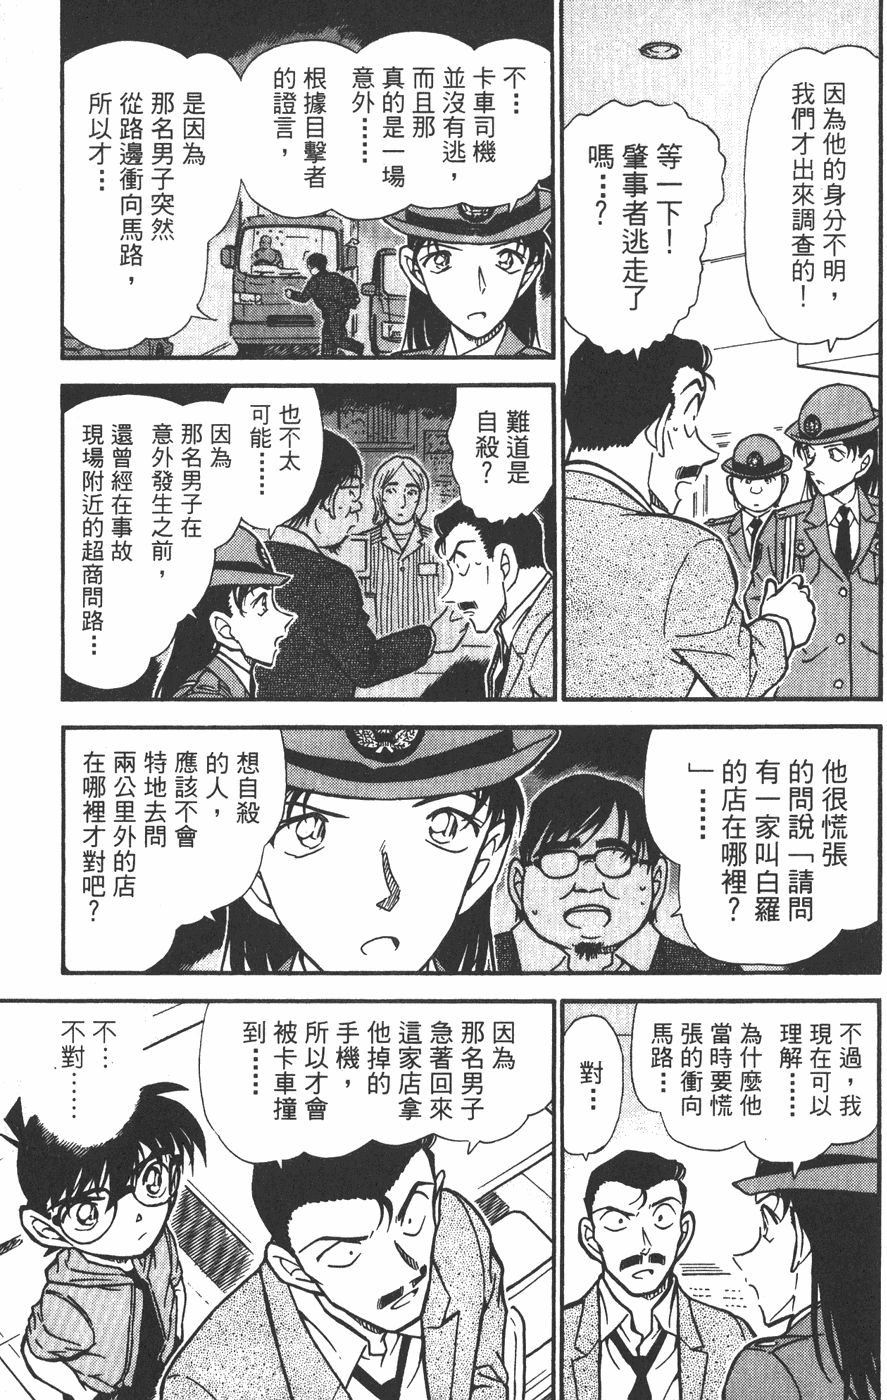 因為他的身分不明，
我們才出來調查的！
等一下！
肇事者逃走了
嗎…？
不…
卡車司機
並沒有逃，
而且那
真的是一場
意外……
根據目擊者
的證言，
是因為
那名男子突然
從路邊衝向馬路，
所以才…
難道是
自殺？
也不太
可能……
因為
那名男子在
意外發生之前，
還曾經在事故
現場附近的超商問路…
他很慌張
的問說「請問
有一家叫白羅
的店在哪裡？
」……
想自殺
的人，
應該不會
特地去問
兩公里外的店
在哪裡才對吧？
不過，我
現在可以
理解……
為什麼他
當時要慌
張的衝向
馬路…
對…
因為
那名男子
急著回來
這家店拿
他掉的
手機，
所以才會
被卡車撞
到……
不…
不對……